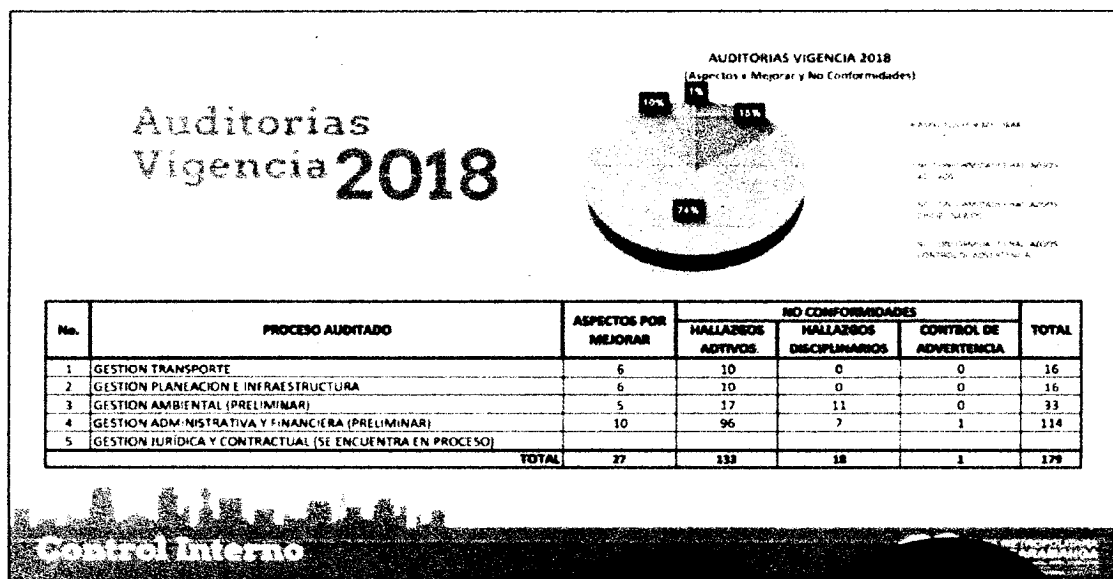 AUDITORIAS VIGENCIA 2018
(Aspectos a Mejorar y No Conformidades)
Auditorías
Vigencia 2018
10%
1%
15%
74%
No. PROCESO AUDITADO ASPECTOS POR MEJORAR NO CONFORMIDADES TOTAL
HALLAZGOS ADTIVOS HALLAZGOS DISCIPLINARIOS CONTROL DE ADVERTENCIA
1 GESTION TRANSPORTE 6 10 0 0 16
2 GESTION PLANEACION E INFRAESTRUCTURA 6 10 0 0 16
3 GESTION AMBIENTAL (PRELIMINAR) 5 17 11 0 33
4 GESTION ADMINISTRATIVA Y FINANCIERA (PRELIMINAR) 10 96 7 1 114
5 GESTION JURÍDICA Y CONTRACTUAL (SE ENCUENTRA EN PROCESO)
TOTAL 27 133 18 1 179
Control Interno
METROPOLITANA